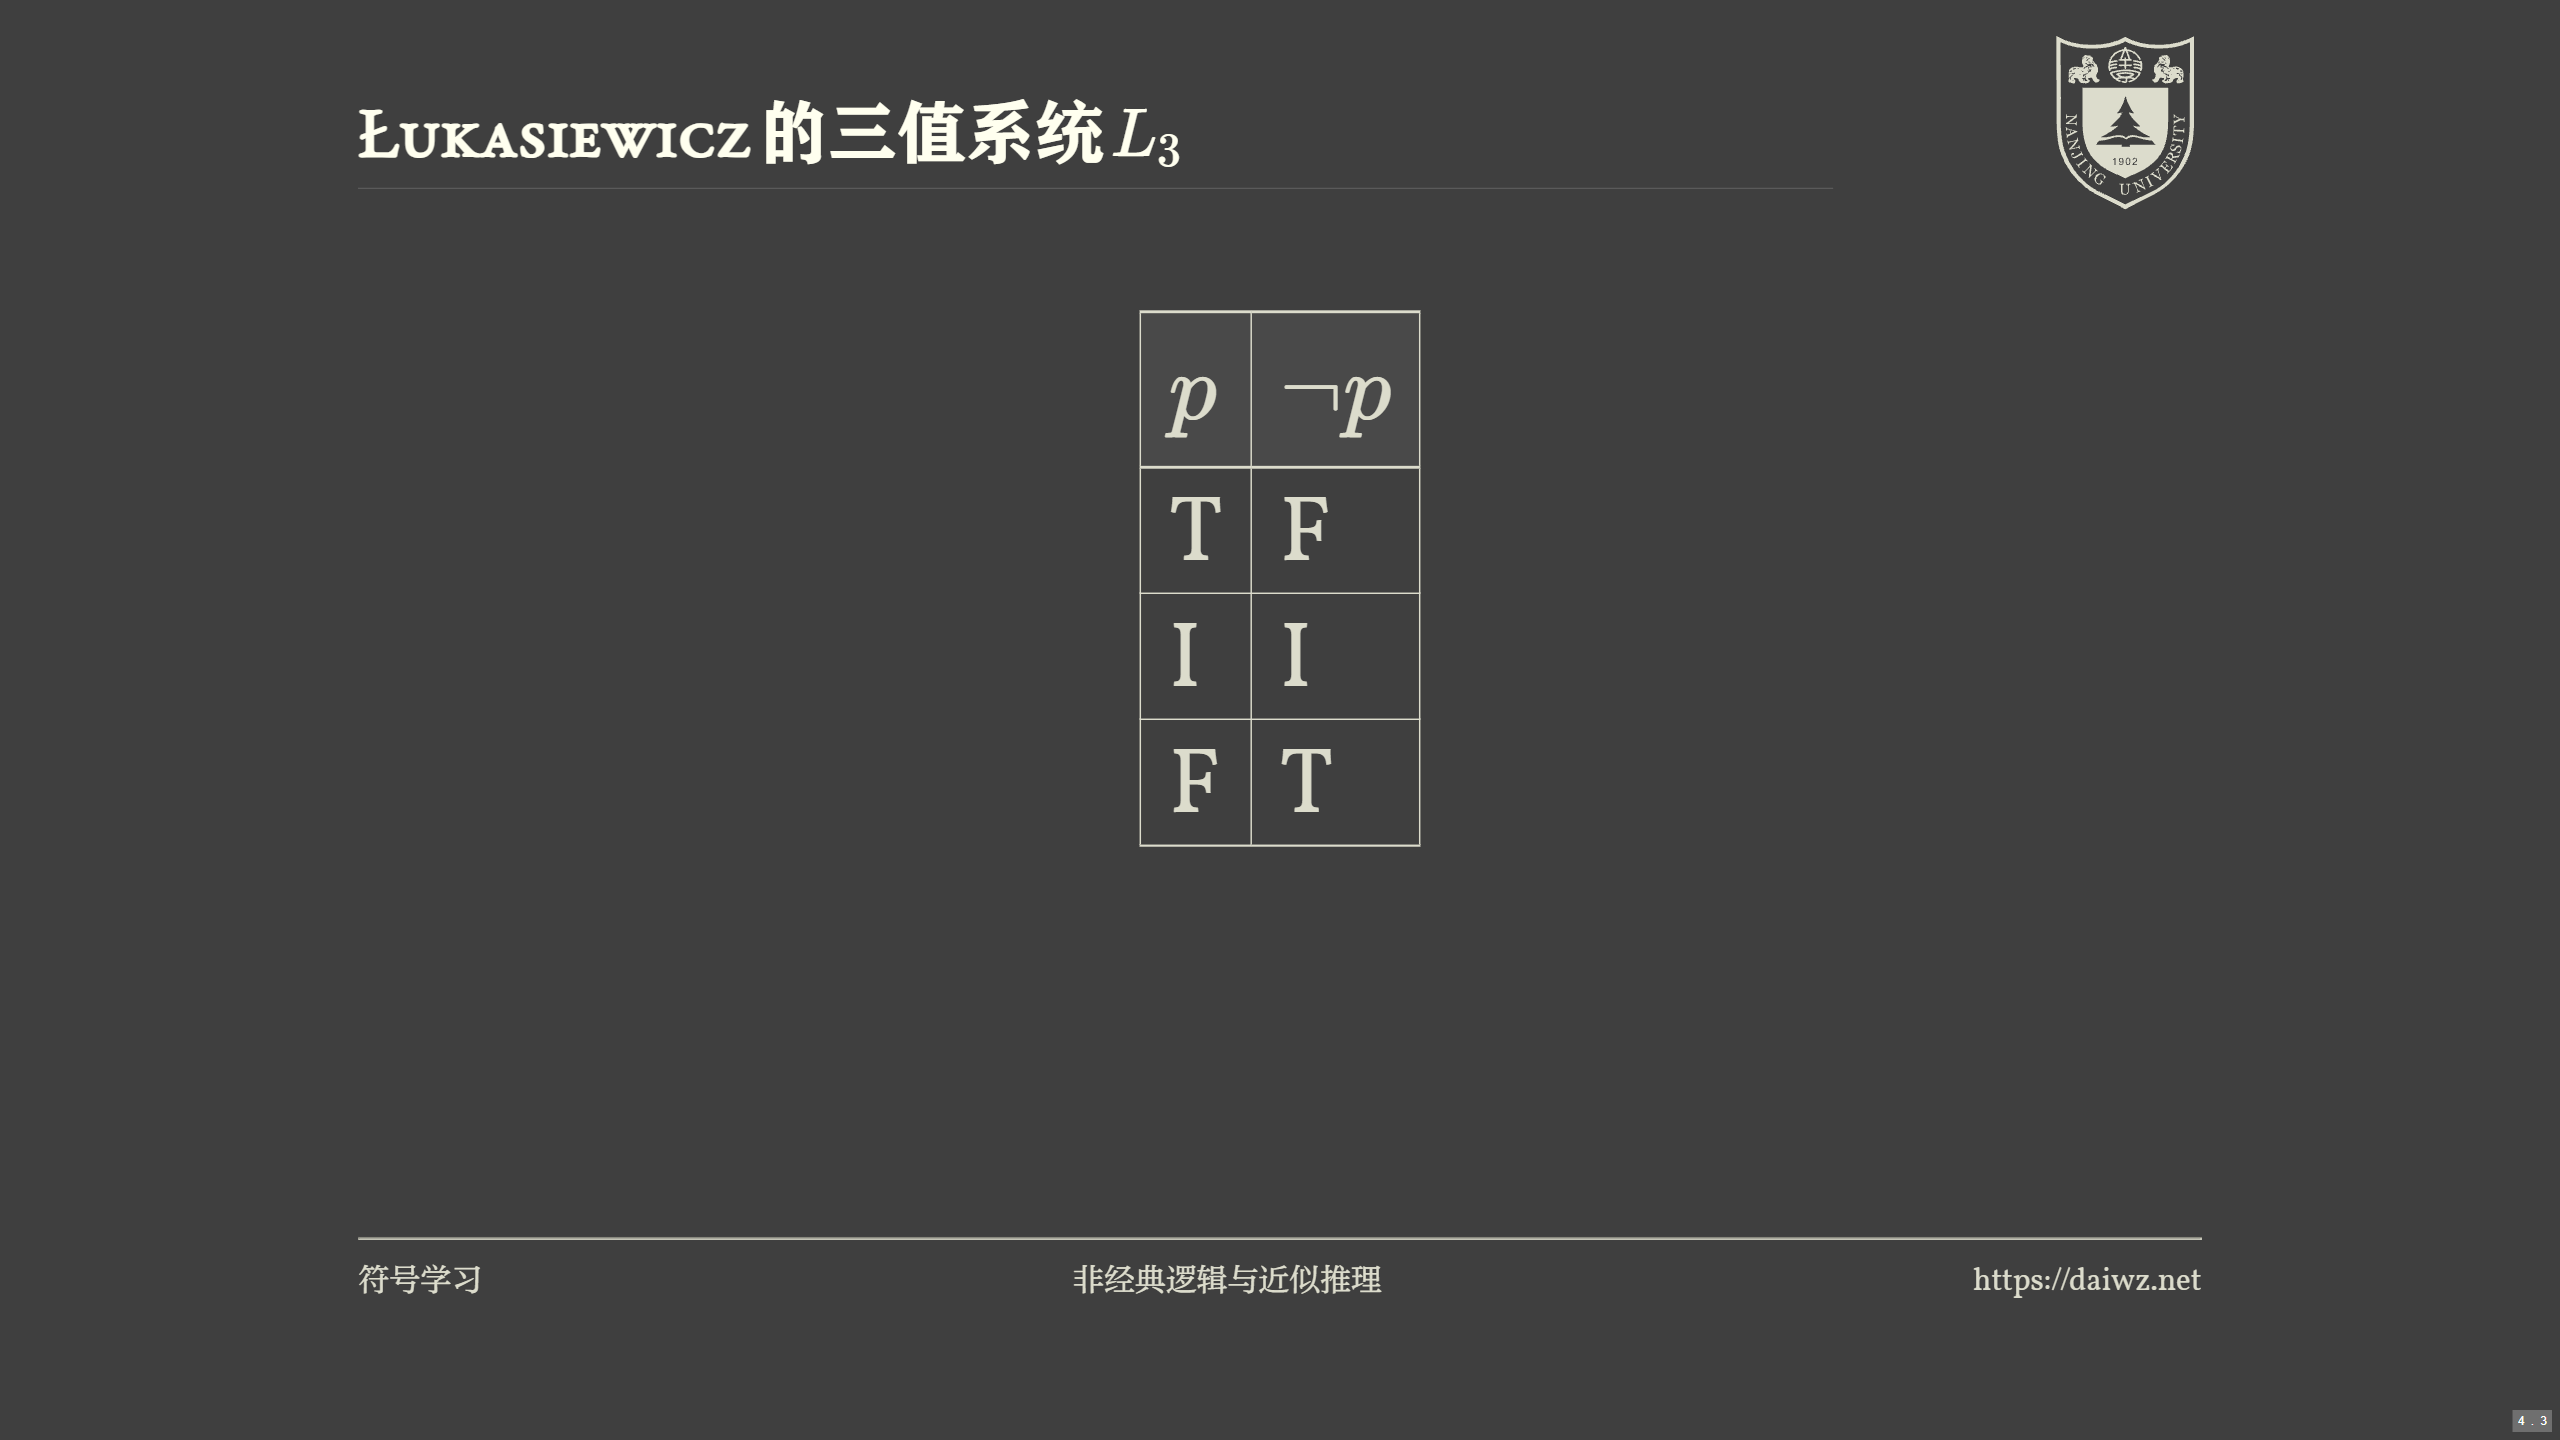 Łukasiewicz 的三值系统 L₃
NANJING UNIVERSITY
1902
p ¬p
T F
I I
F T
符号学习 非经典逻辑与近似推理 https://daiwz.net
4.3